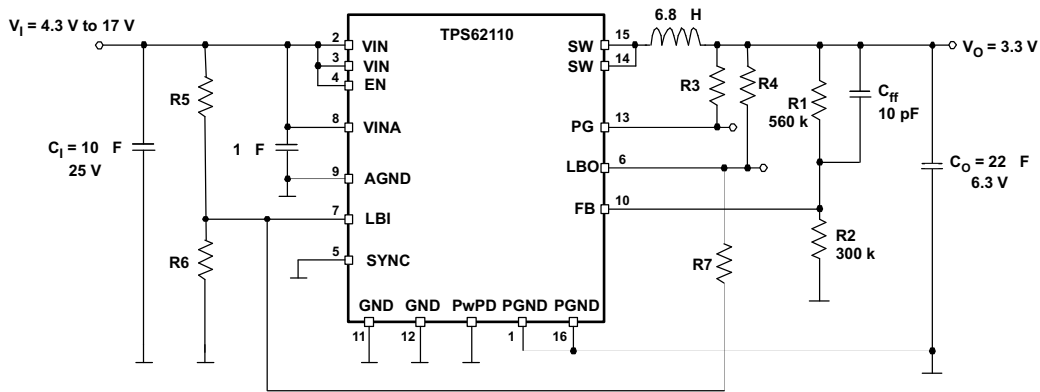 6.8 H
V_I = 4.3 V to 17 V
TPS62110
2
VIN
3
VIN
4
EN
8
VINA
9
AGND
7
LBI
5
SYNC
SW
15
SW
14
PG
13
LBO
6
FB
10
GND
GND
PwPD
PGND
PGND
11
12
1
16
R5
R6
C_I = 10 F
25 V
1 F
R3
R4
R1
560 k
C_ff
10 pF
V_O = 3.3 V
C_O = 22 F
6.3 V
R7
R2
300 k